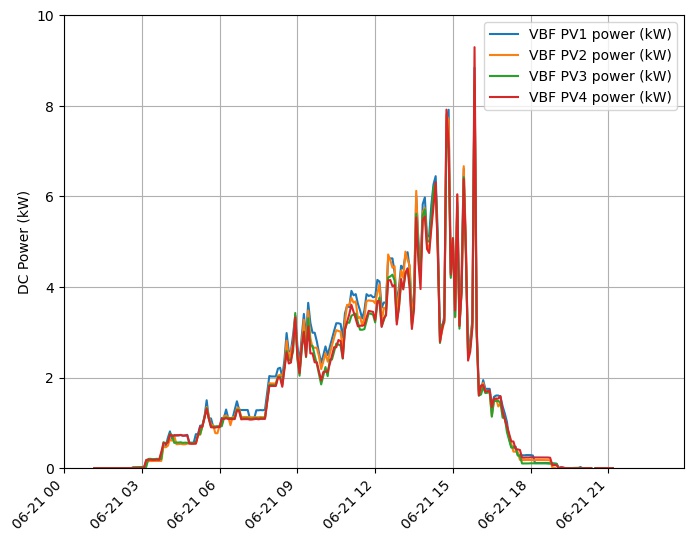 10
VBF PV1 power (kW)
VBF PV2 power (kW)
VBF PV3 power (kW)
VBF PV4 power (kW)
8
6
DC Power (kW)
4
2
0
06-21 00
06-21 03
06-21 06
06-21 09
06-21 12
06-21 15
06-21 18
06-21 21